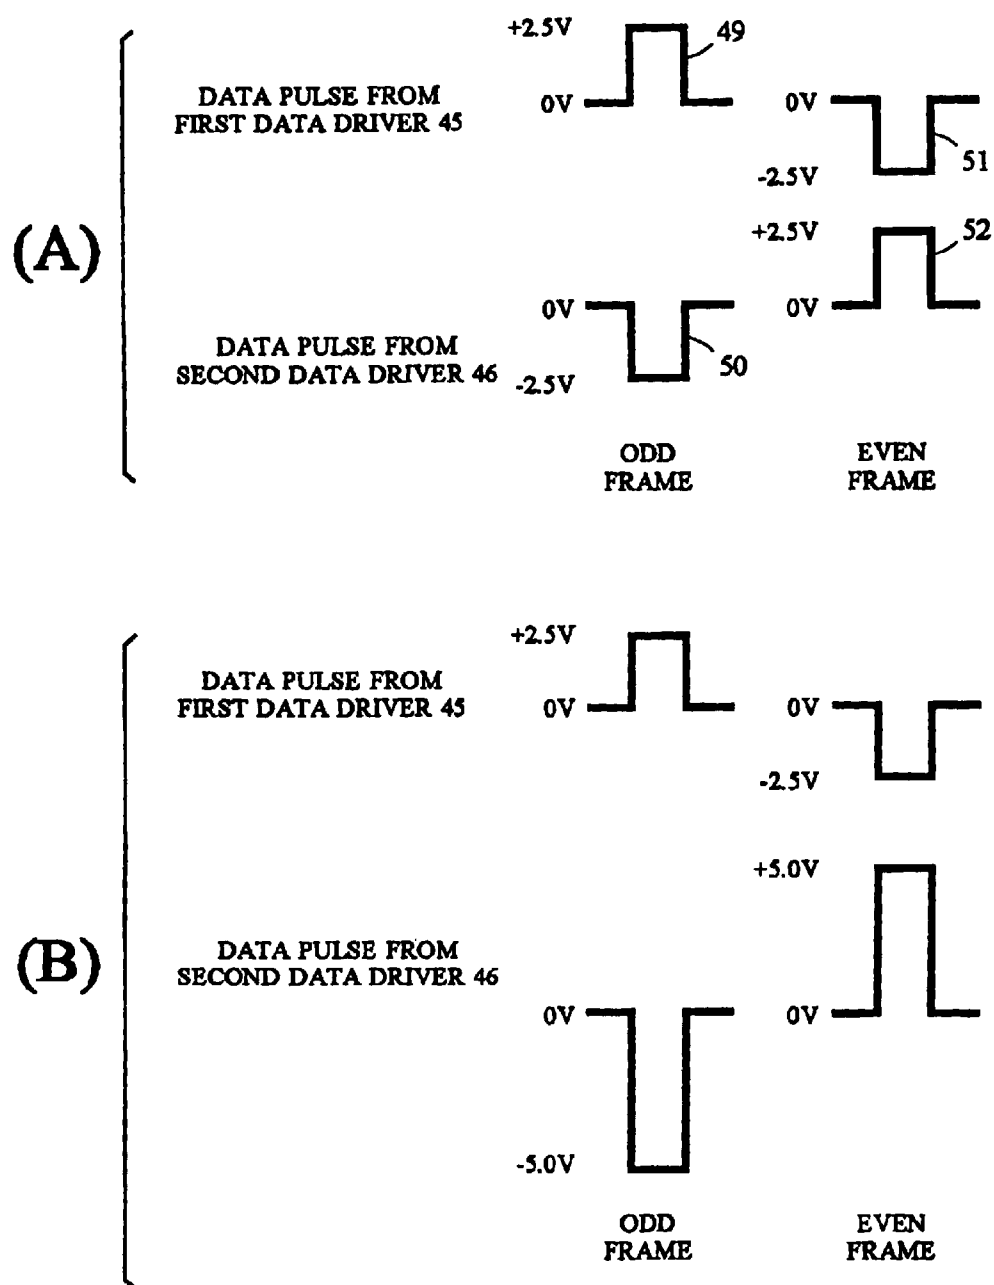 (A)
DATA PULSE FROM
FIRST DATA DRIVER 45
+2.5V
49
0V
0V
51
-2.5V
DATA PULSE FROM
SECOND DATA DRIVER 46
0V
50
-2.5V
+2.5V
52
0V
ODD
FRAME
EVEN
FRAME
(B)
DATA PULSE FROM
FIRST DATA DRIVER 45
+2.5V
0V
0V
-2.5V
DATA PULSE FROM
SECOND DATA DRIVER 46
0V
-5.0V
+5.0V
0V
ODD
FRAME
EVEN
FRAME